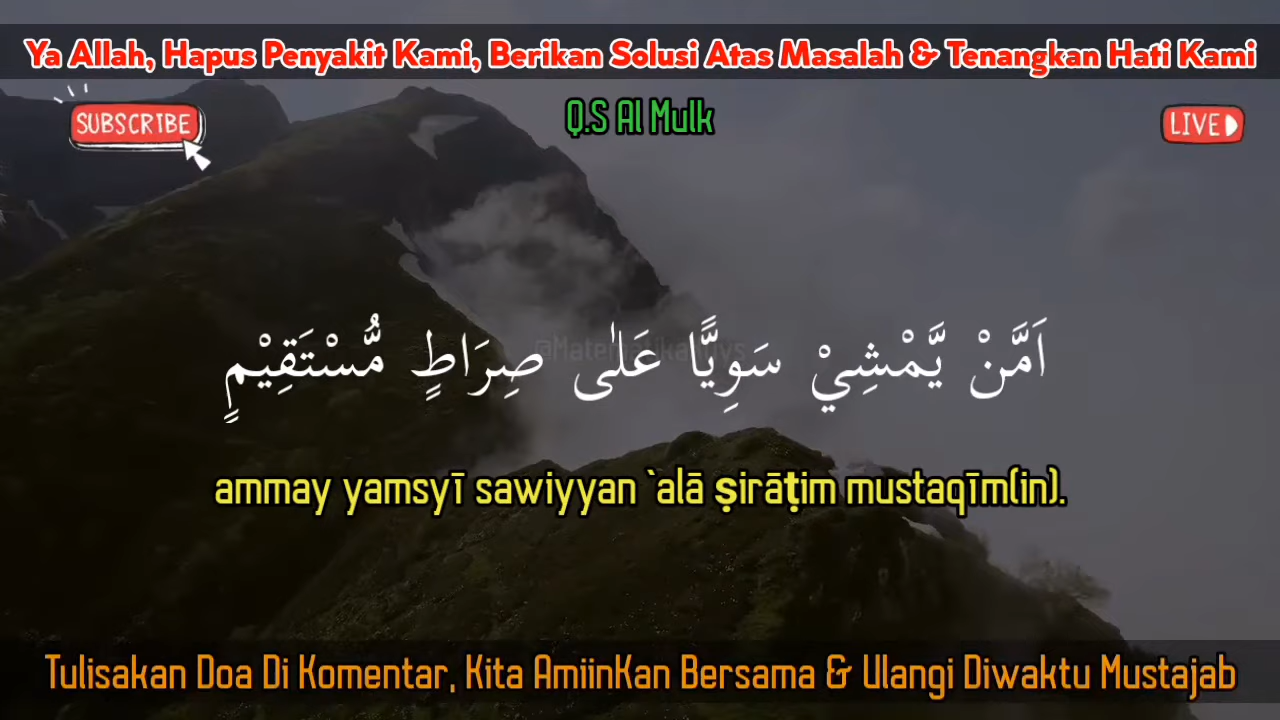 Ya Allah, Hapus Penyakit Kami, Berikan Solusi Atas Masalah & Tenangkan Hati Kami
SUBSCRIBE
Q.S Al Mulk
LIVE
اَمَّنْ يَّمْشِيْ سَوِيًّا عَلٰى صِرَاطٍ مُّسْتَقِيْمٍ
ammay yamsyī sawiyyan `alā ṣirāṭim mustaqīm(in).
Tulisakan Doa Di Komentar, Kita AmiinKan Bersama & Ulangi Diwaktu Mustajab